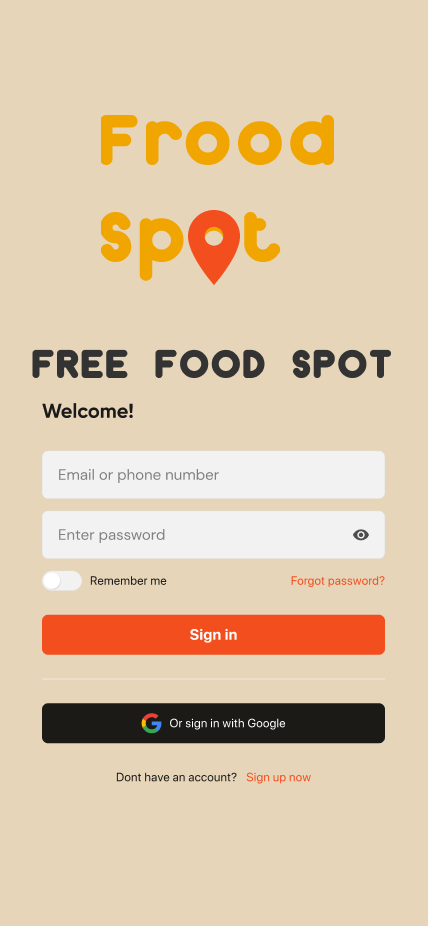 Frood
spot
FREE FOOD SPOT
Welcome!
Email or phone number
Enter password
Remember me
Forgot password?
Sign in
Or sign in with Google
Dont have an account? Sign up now